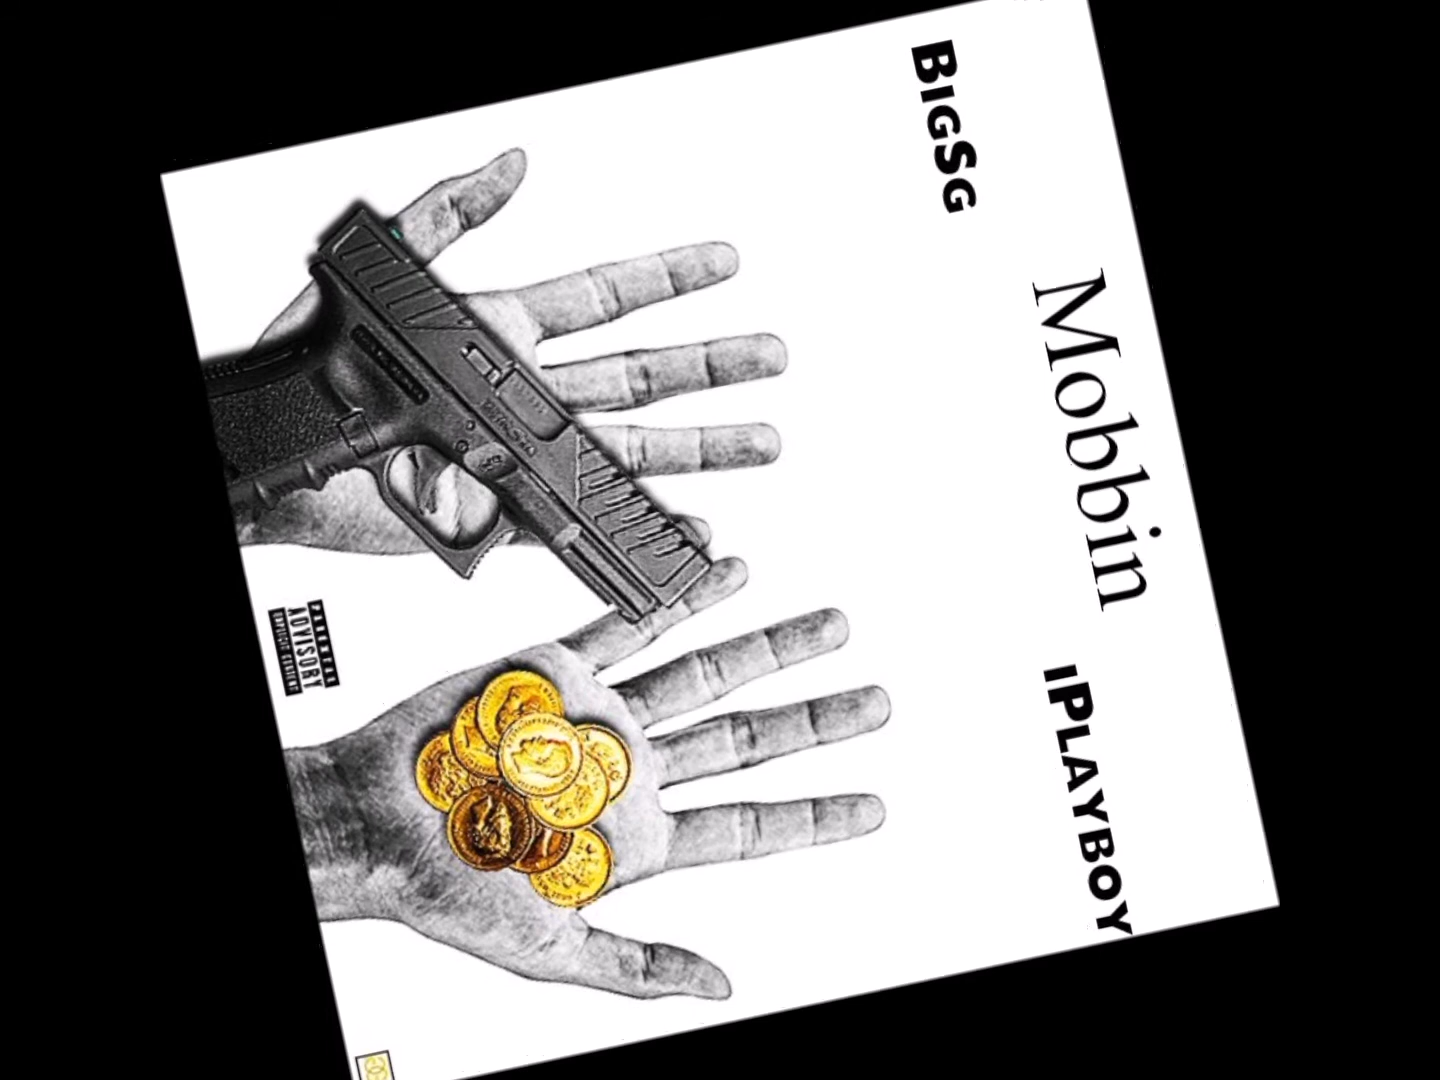 BIGSG
Mobbin
IPLAYBOY
PARENTAL
ADVISORY
EXPLICIT CONTENT